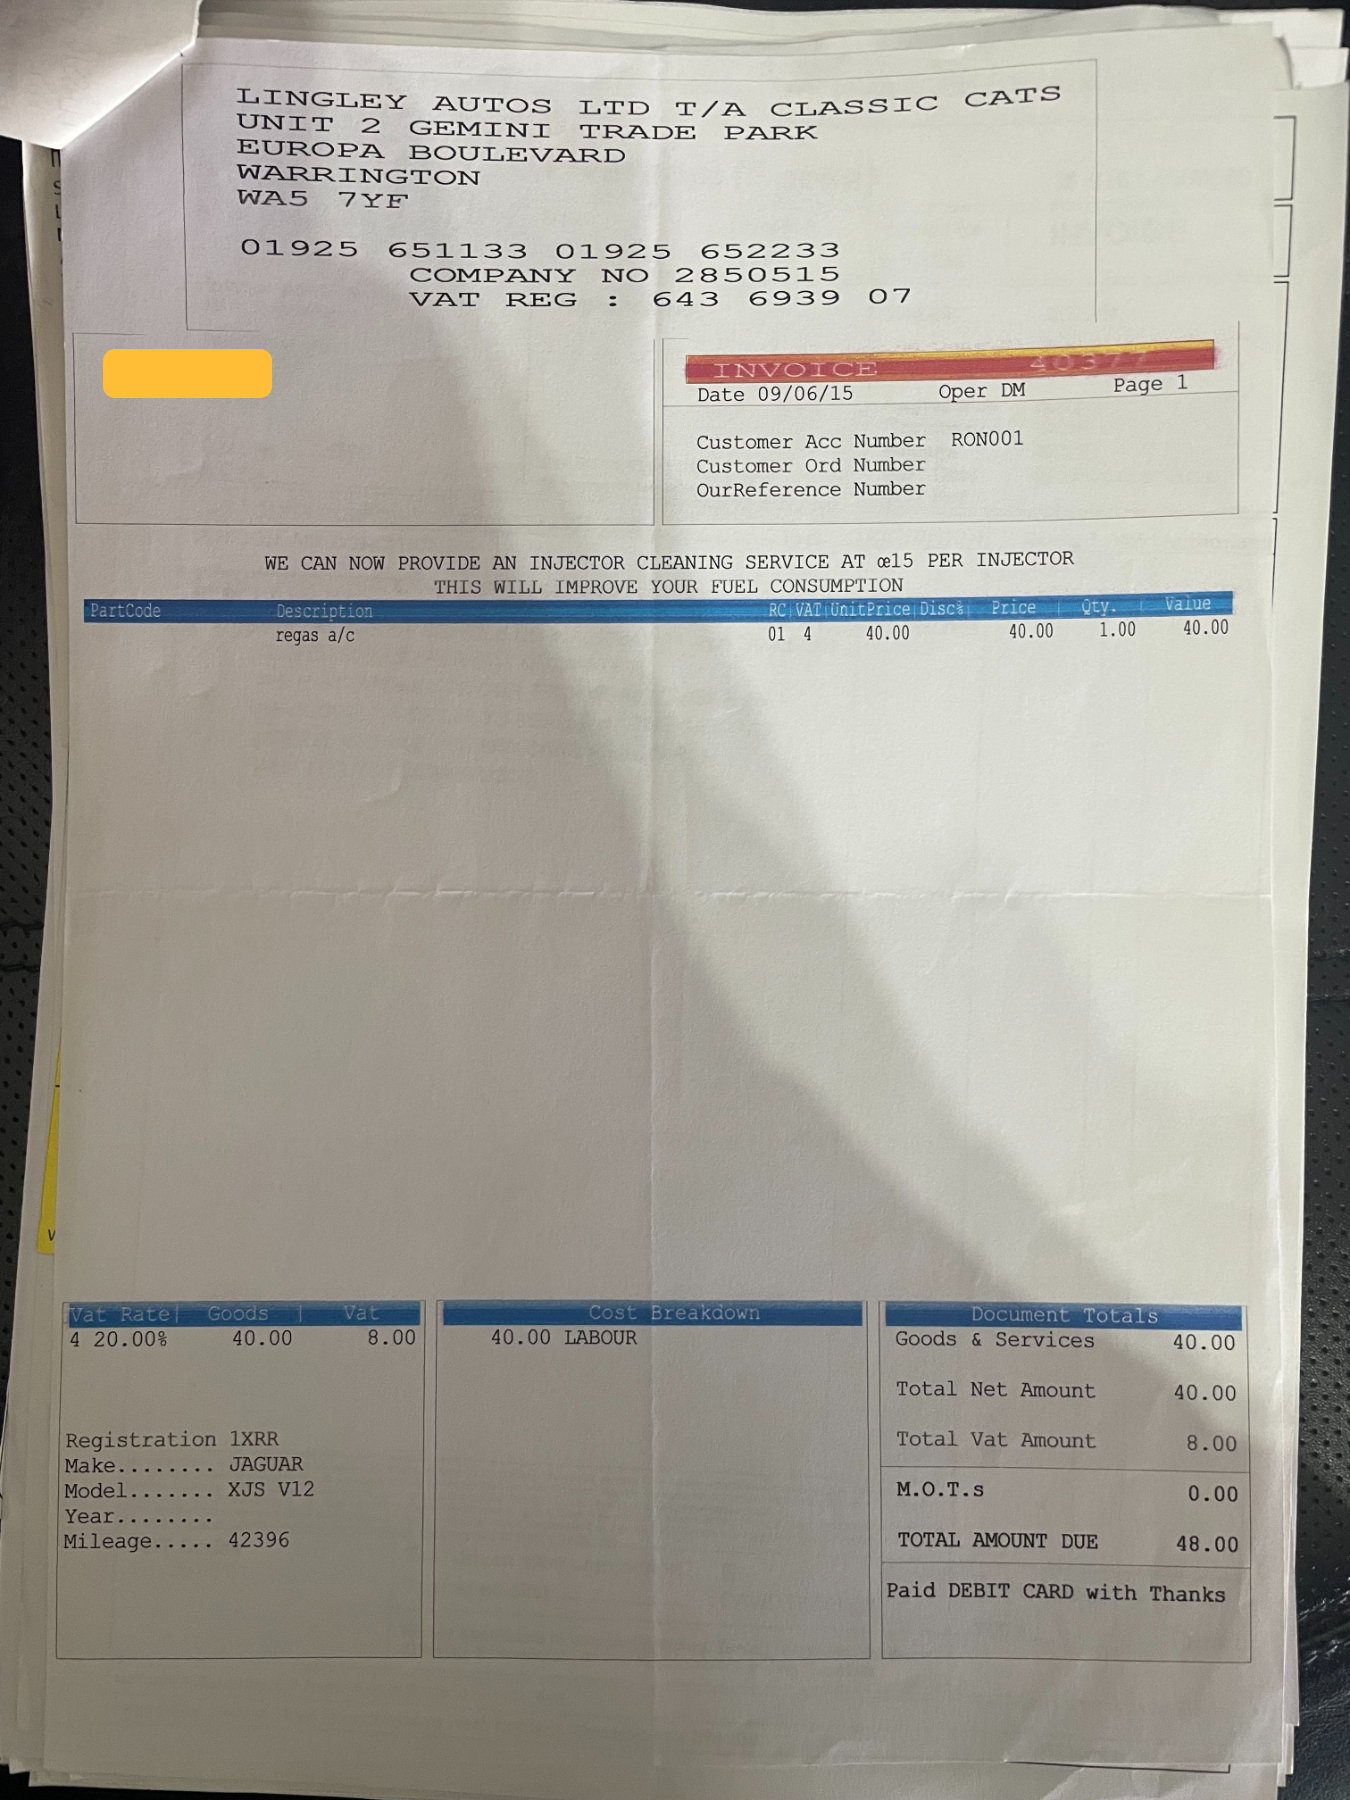 LINGLEY AUTOS LTD T/A CLASSIC CATS
UNIT 2 GEMINI TRADE PARK
EUROPA BOULEVARD
WARRINGTON
WA5 7YF
01925 651133 01925 652233
COMPANY NO 2850515
VAT REG : 643 6939 07
INVOICE 40377
Date 09/06/15 Oper DM Page 1
Customer Acc Number RON001
Customer Ord Number
OurReference Number
WE CAN NOW PROVIDE AN INJECTOR CLEANING SERVICE AT œ15 PER INJECTOR
THIS WILL IMPROVE YOUR FUEL CONSUMPTION
PartCode Description RC|VAT|UnitPrice|Disc%| Price | Qty. | Value
regas a/c 01 4 40.00 40.00 1.00 40.00
Vat Rate| Goods | Vat
4 20.00% 40.00 8.00
Registration 1XRR
Make........ JAGUAR
Model....... XJS V12
Year........
Mileage..... 42396
Cost Breakdown
40.00 LABOUR
Document Totals
Goods & Services 40.00
Total Net Amount 40.00
Total Vat Amount 8.00
M.O.T.s 0.00
TOTAL AMOUNT DUE 48.00
Paid DEBIT CARD with Thanks